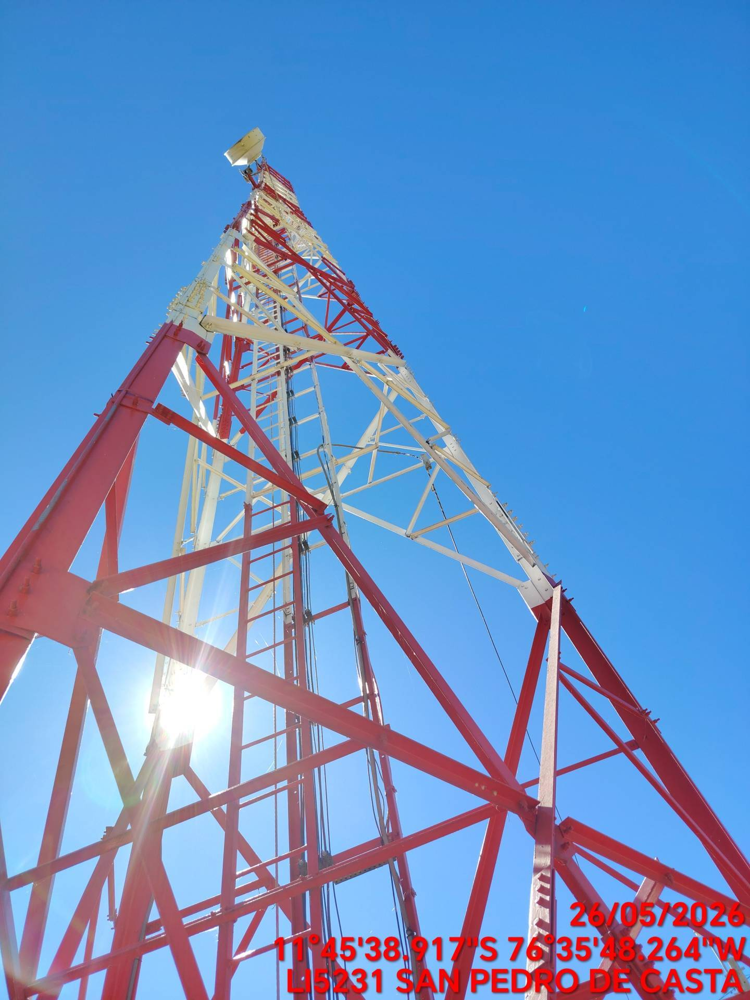 26/05/2026
11°45'38.917"S 76°35'48.264"W
LI5231 SAN PEDRO DE CASTA